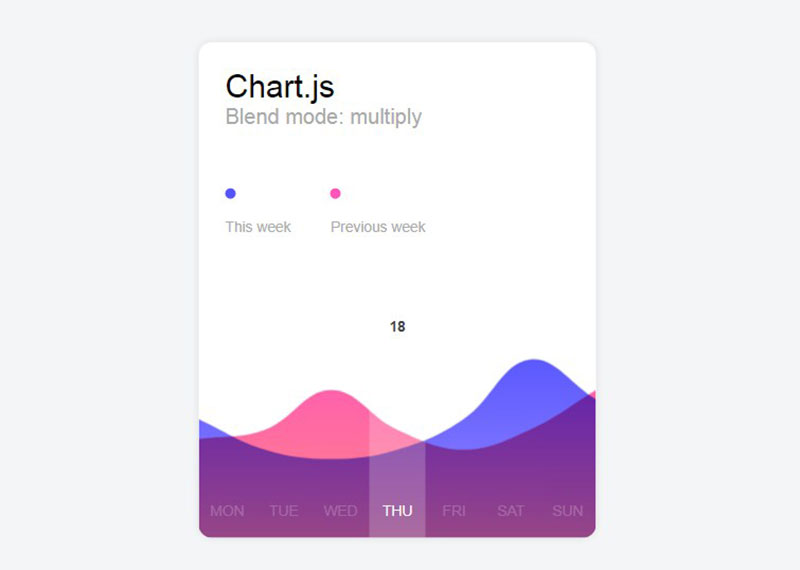 Chart.js
Blend mode: multiply
This week
Previous week
18
MON TUE WED THU FRI SAT SUN